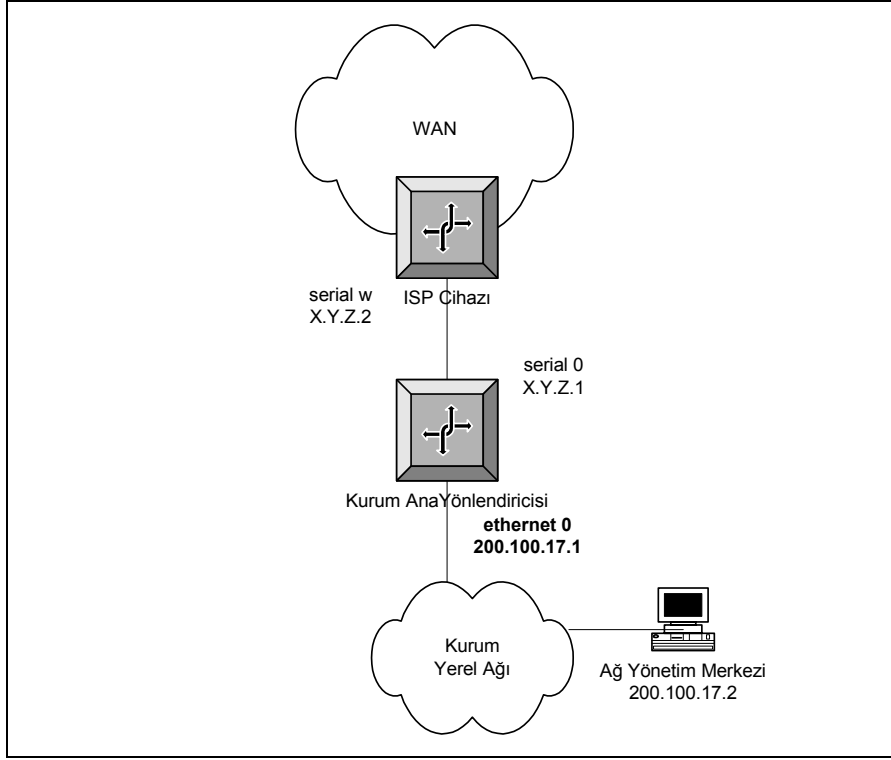 WAN
serial w
X.Y.Z.2
ISP Cihazı
serial 0
X.Y.Z.1
Kurum AnaYönlendiricisi
ethernet 0
200.100.17.1
Kurum
Yerel Ağı
Ağ Yönetim Merkezi
200.100.17.2